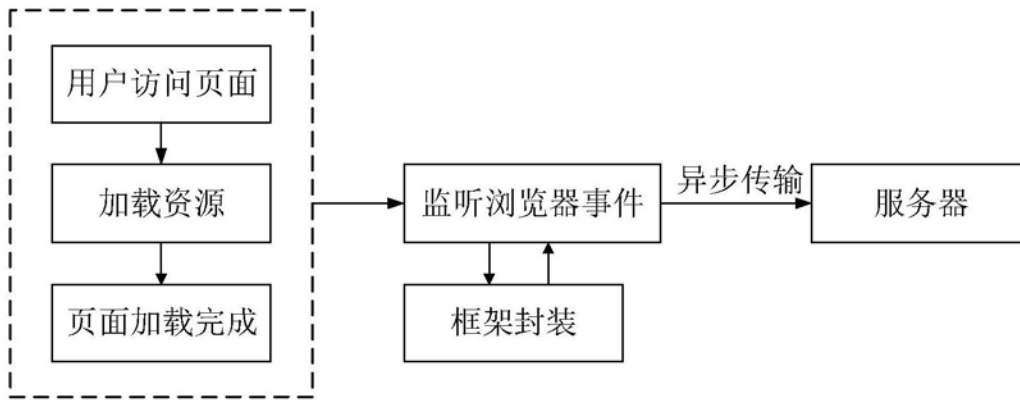 用户访问页面
加载资源
页面加载完成
监听浏览器事件
框架封装
异步传输
服务器